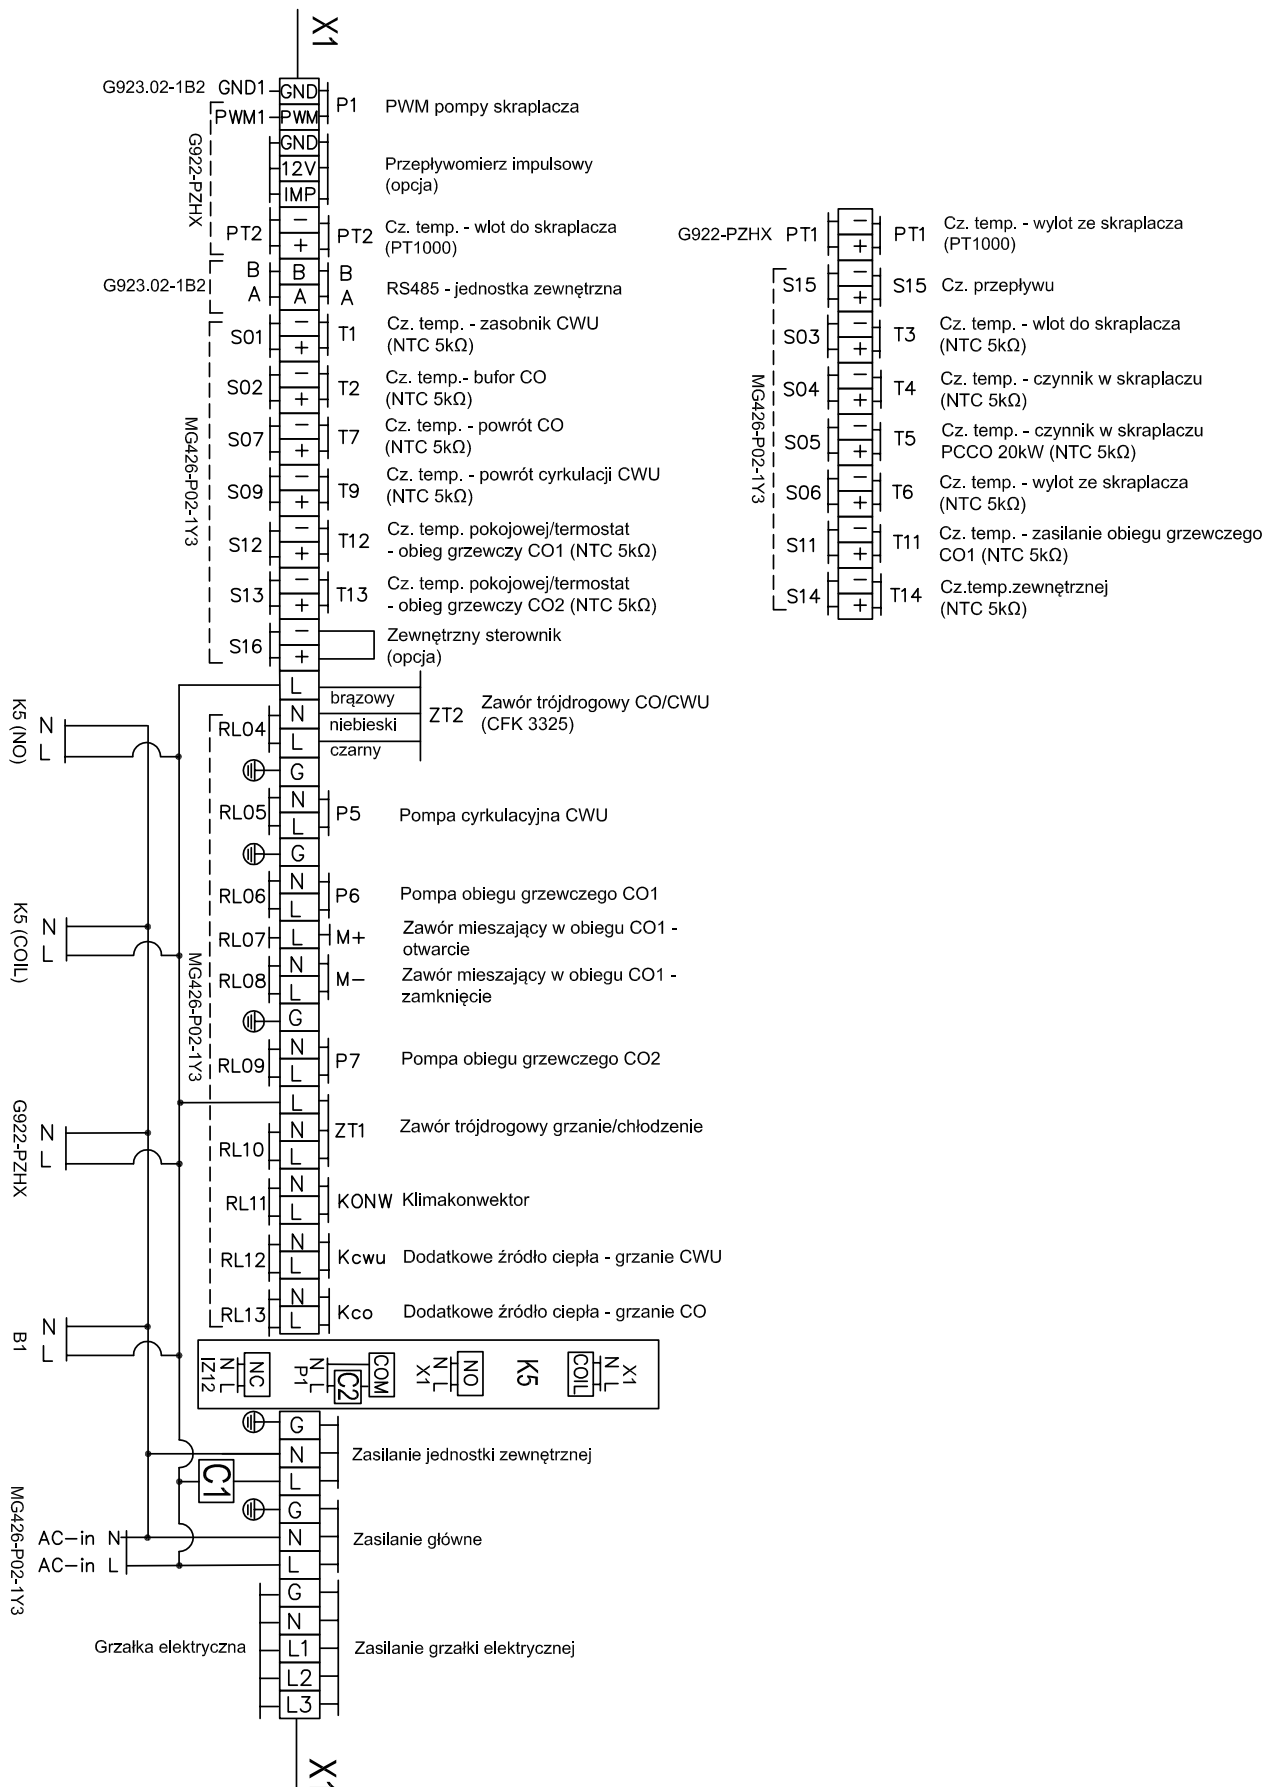 X1
G923.02-1B2 GND1 GND P1 PWM pompy skraplacza
PWM1 PWM
G922-PZHX
GND
12V Przepływomierz impulsowy
(opcja)
IMP
PT2 − + PT2 Cz. temp. - wlot do skraplacza
(PT1000)
G923.02-1B2
B B B
A A A RS485 - jednostka zewnętrzna
MG426-P02-1Y3
S01 − + T1 Cz. temp. - zasobnik CWU
(NTC 5kΩ)
S02 − + T2 Cz. temp.- bufor CO
(NTC 5kΩ)
S07 − + T7 Cz. temp. - powrót CO
(NTC 5kΩ)
S09 − + T9 Cz. temp. - powrót cyrkulacji CWU
(NTC 5kΩ)
S12 − + T12 Cz. temp. pokojowej/termostat
- obieg grzewczy CO1 (NTC 5kΩ)
S13 − + T13 Cz. temp. pokojowej/termostat
- obieg grzewczy CO2 (NTC 5kΩ)
S16 − + Zewnętrzny sterownik
(opcja)
G922-PZHX PT1 − + PT1 Cz. temp. - wylot ze skraplacza
(PT1000)
MG426-P02-1Y3
S15 − + S15 Cz. przepływu
S03 − + T3 Cz. temp. - wlot do skraplacza
(NTC 5kΩ)
S04 − + T4 Cz. temp. - czynnik w skraplaczu
(NTC 5kΩ)
S05 − + T5 Cz. temp. - czynnik w skraplaczu
PCCO 20kW (NTC 5kΩ)
S06 − + T6 Cz. temp. - wylot ze skraplacza
(NTC 5kΩ)
S11 − + T11 Cz. temp. - zasilanie obiegu grzewczego
CO1 (NTC 5kΩ)
S14 − + T14 Cz.temp.zewnętrznej
(NTC 5kΩ)
L brązowy
RL04 N niebieski
L czarny
ZT2 Zawór trójdrogowy CO/CWU
(CFK 3325)
G
K5 (NO) N L
RL05 N L P5 Pompa cyrkulacyjna CWU
G
RL06 N L P6 Pompa obiegu grzewczego CO1
K5 (COIL) N L
RL07 L M+ Zawór mieszający w obiegu CO1 -
otwarcie
RL08 N L M− Zawór mieszający w obiegu CO1 -
zamknięcie
MG426-P02-1Y3
G
RL09 N L P7 Pompa obiegu grzewczego CO2
L
G922-PZHX N L
RL10 N L ZT1 Zawór trójdrogowy grzanie/chłodzenie
RL11 N L KONW Klimakonwektor
RL12 N L Kcwu Dodatkowe źródło ciepła - grzanie CWU
RL13 N L Kco Dodatkowe źródło ciepła - grzanie CO
B1 N L
IZ12 N L NC
P1 N L C2 COM
X1 N L NO
K5
COIL N L X1
G
N Zasilanie jednostki zewnętrznej
C1 L
G
MG426-P02-1Y3
AC-in N N Zasilanie główne
AC-in L L
G
N
Grzałka elektryczna L1 Zasilanie grzałki elektrycznej
L2
L3
X1